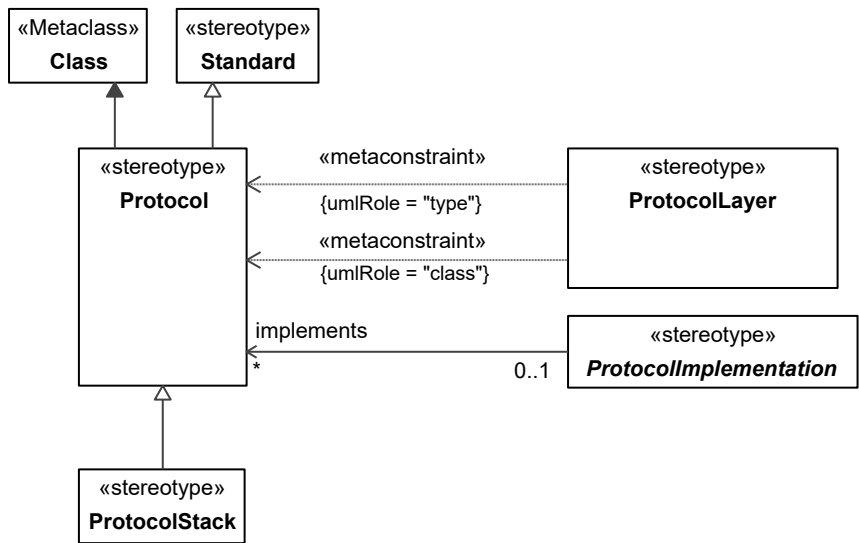 «Metaclass»
Class
«stereotype»
Standard
«stereotype»
Protocol
«metaconstraint»
{umlRole = "type"}
«metaconstraint»
{umlRole = "class"}
«stereotype»
ProtocolLayer
implements
*
0..1
«stereotype»
ProtocolImplementation
«stereotype»
ProtocolStack